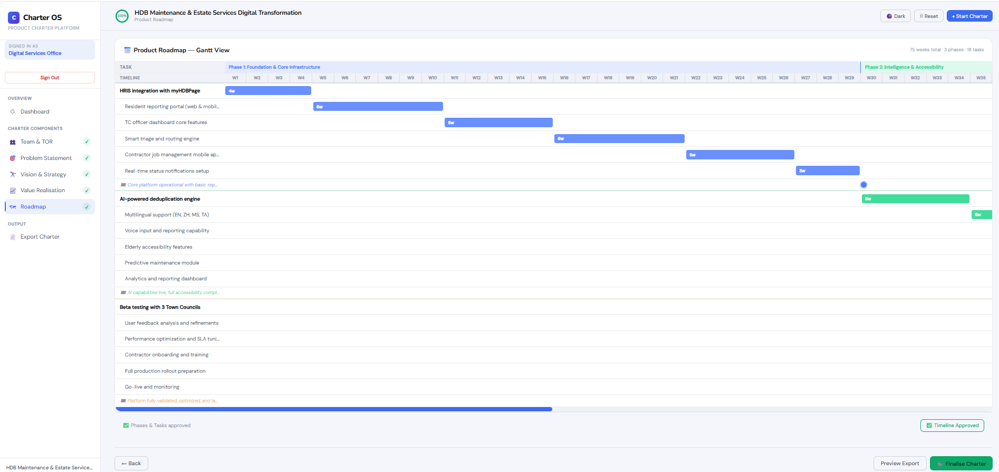 C Charter OS
PRODUCT CHARTER PLATFORM
SIGNED IN AS
Digital Services Office
Sign Out
OVERVIEW
Dashboard
CHARTER COMPONENTS
Team & TOR
Problem Statement
Vision & Strategy
Value Realisation
Roadmap
OUTPUT
Export Charter
HDB Maintenance & Estate Service...
100%
HDB Maintenance & Estate Services Digital Transformation
Product Roadmap
Dark
Reset
+ Start Charter
Product Roadmap — Gantt View
75 weeks total · 3 phases · 18 tasks
TASK Phase 1: Foundation & Core Infrastructure Phase 2: Intelligence & Accessibility
TIMELINE W1 W2 W3 W4 W5 W6 W7 W8 W9 W10 W11 W12 W13 W14 W15 W16 W17 W18 W19 W20 W21 W22 W23 W24 W25 W26 W27 W28 W29 W30 W31 W32 W33 W34 W35
HRIS integration with myHDBPage 4w
Resident reporting portal (web & mobil... 6w
TC officer dashboard core features 5w
Smart triage and routing engine 6w
Contractor job management mobile ap... 5w
Real-time status notifications setup 3w
Core platform operational with basic rep...
AI-powered deduplication engine 5w
Multilingual support (EN, ZH, MS, TA) 6w
Voice input and reporting capability
Elderly accessibility features
Predictive maintenance module
Analytics and reporting dashboard
AI capabilities live, full accessibility compl...
Beta testing with 3 Town Councils
User feedback analysis and refinements
Performance optimization and SLA tuni...
Contractor onboarding and training
Full production rollout preparation
Go-live and monitoring
Platform fully validated, optimized, and la...
Phases & Tasks approved
Timeline Approved
← Back
Preview Export
Finalise Charter